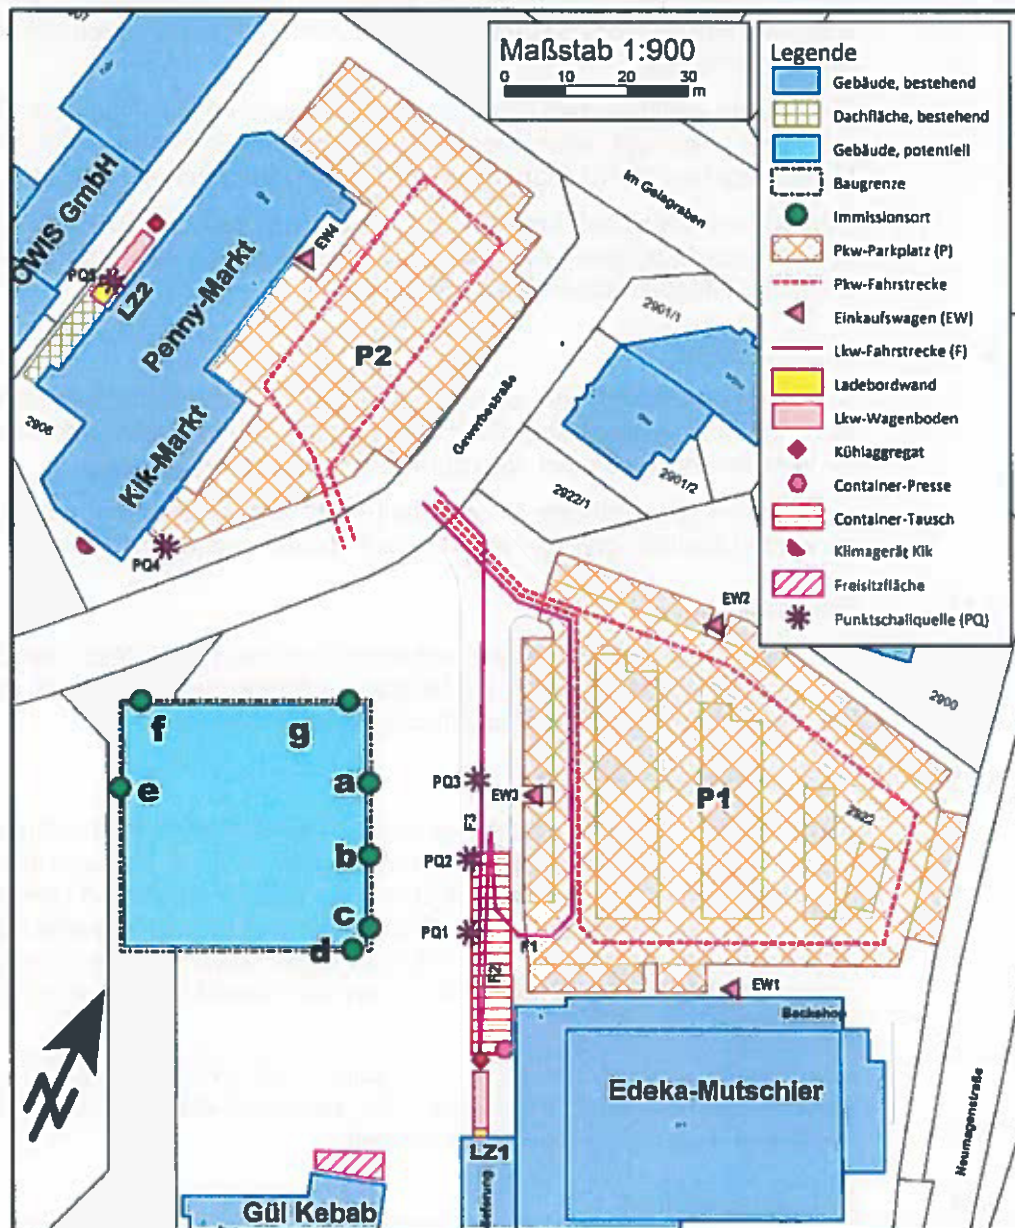 Maßstab 1:900
0 10 20 30
m
Legende
Gebäude, bestehend
Dachfläche, bestehend
Gebäude, potentiell
Baugrenze
Immissionsort
Pkw-Parkplatz (P)
Pkw-Fahrstrecke
Einkaufswagen (EW)
Lkw-Fahrstrecke (F)
Ladebordwand
Lkw-Wagenboden
Kühlaggregat
Container-Presse
Container-Tausch
Klimagerät Kik
Freisitzfläche
Punktschallquelle (PQ)
OWIS GmbH
PQ5
LZ2
Penny-Markt
EW4
P2
Kik-Markt
2906
PQ4
Gewerbestraße
2901/1
2901/2
2922/1
EW2
2900
f
g
e
a
b
c
d
PQ3
EW3
F3
P1
2922
PQ2
PQ1
F1
F2
EW1
Backshop
Edeka-Mutschler
LZ1
Gül Kebab
Neumagenstraße